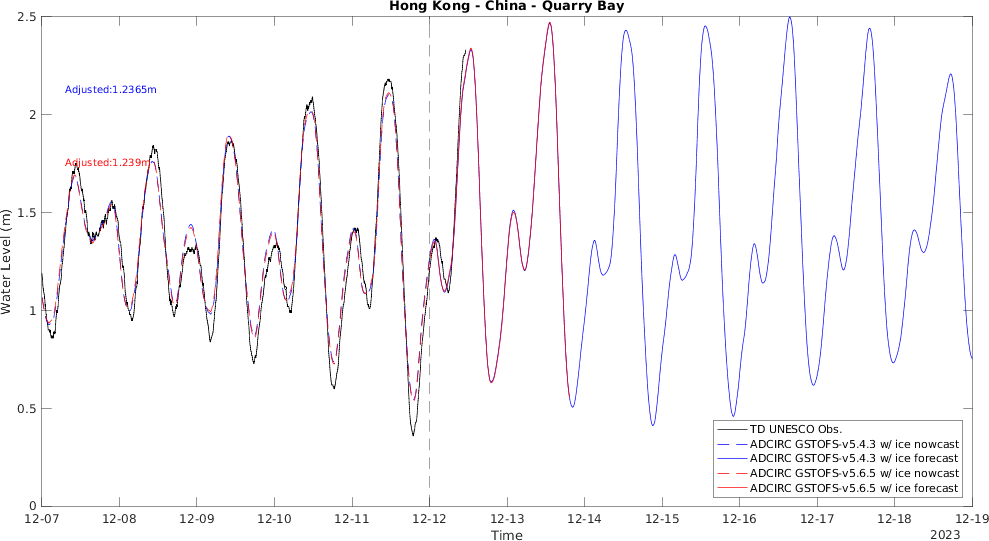 Hong Kong - China - Quarry Bay
2.5
2
1.5
1
0.5
0
Water Level (m)
Adjusted:1.2365m
Adjusted:1.239m
TD UNESCO Obs.
ADCIRC GSTOFS-v5.4.3 w/ ice nowcast
ADCIRC GSTOFS-v5.4.3 w/ ice forecast
ADCIRC GSTOFS-v5.6.5 w/ ice nowcast
ADCIRC GSTOFS-v5.6.5 w/ ice forecast
12-07 12-08 12-09 12-10 12-11 12-12 12-13 12-14 12-15 12-16 12-17 12-18 12-19
Time
2023